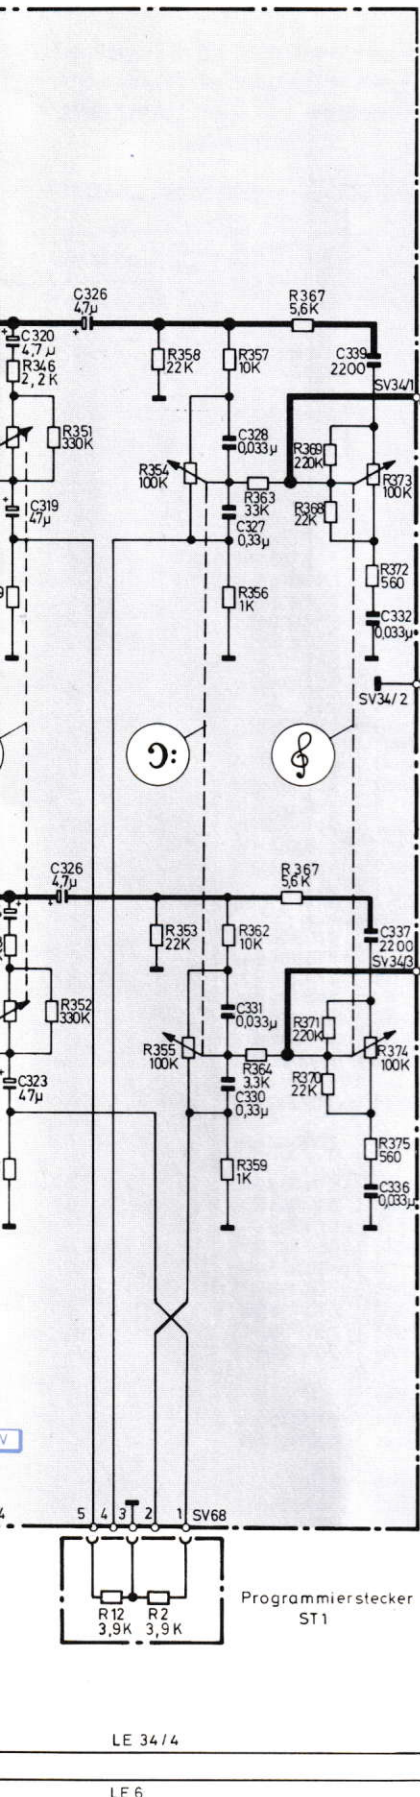 C326
4,7µ
R367
5,6K
C320
4,7µ
R346
2,2K
R358
22K
R357
10K
C339
2200
SV34/1
R351
330K
C328
0,033µ
R369
220K
R354
100K
R373
100K
C319
47µ
R363
33K
R368
22K
C327
0,33µ
R356
1K
R372
560
C332
0,033µ
SV34/2
C326
4,7µ
R367
5,6K
R353
22K
R362
10K
C337
2200
SV34/3
R352
330K
C331
0,033µ
R371
220K
R355
100K
R374
100K
C323
47µ
R364
3.3K
R370
22K
C330
0,33µ
R359
1K
R375
560
C336
0,033µ
V
4
5 4 3 2 1 SV68
R12
3,9K
R2
3,9K
Programmierstecker
ST1
LE 34/4
LE 6